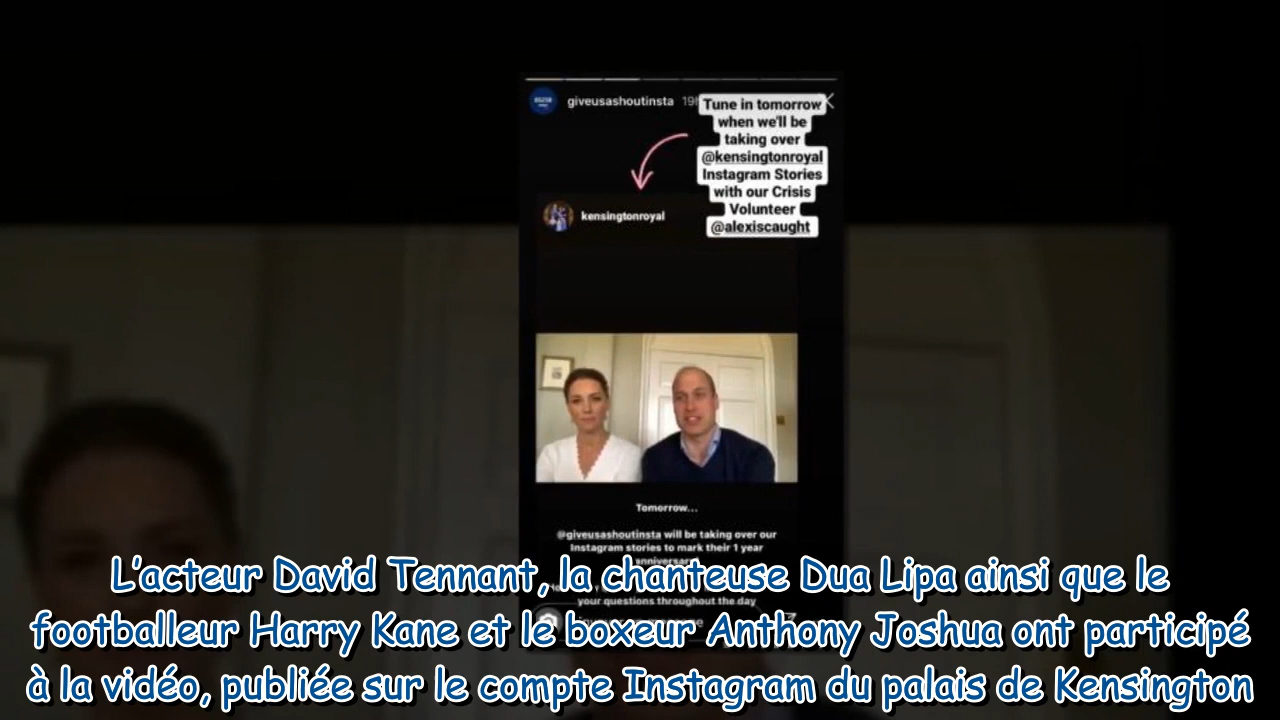 giveusashoutinsta
Tune in tomorrow
when we'll be
taking over
@kensingtonroyal
Instagram Stories
with our Crisis
Volunteer
@alexiscaught
kensingtonroyal
Tomorrow...
@giveusashoutinsta will be taking over our
Instagram stories to mark their 1 year
anniversary
your questions throughout the day
L'acteur David Tennant, la chanteuse Dua Lipa ainsi que le
footballeur Harry Kane et le boxeur Anthony Joshua ont participé
à la vidéo, publiée sur le compte Instagram du palais de Kensington